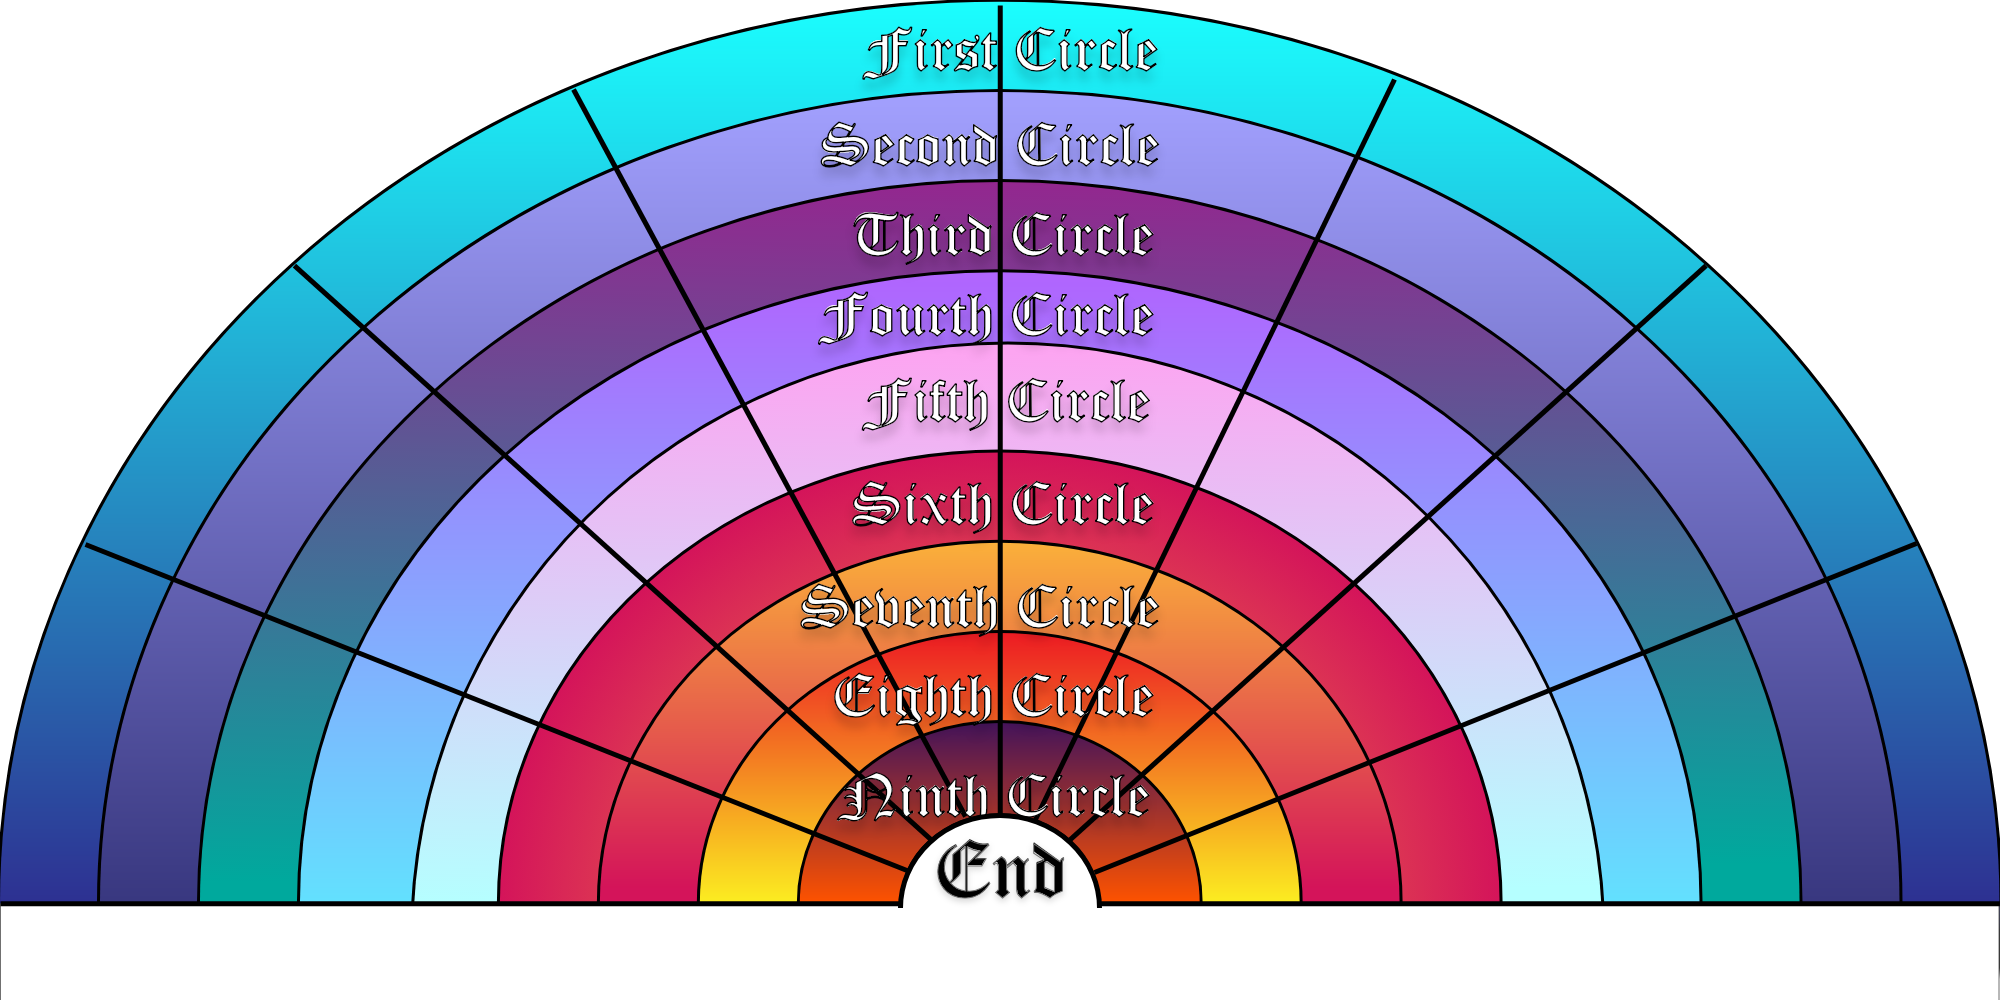 First Circle
Second Circle
Third Circle
Fourth Circle
Fifth Circle
Sixth Circle
Seventh Circle
Eighth Circle
Ninth Circle
End